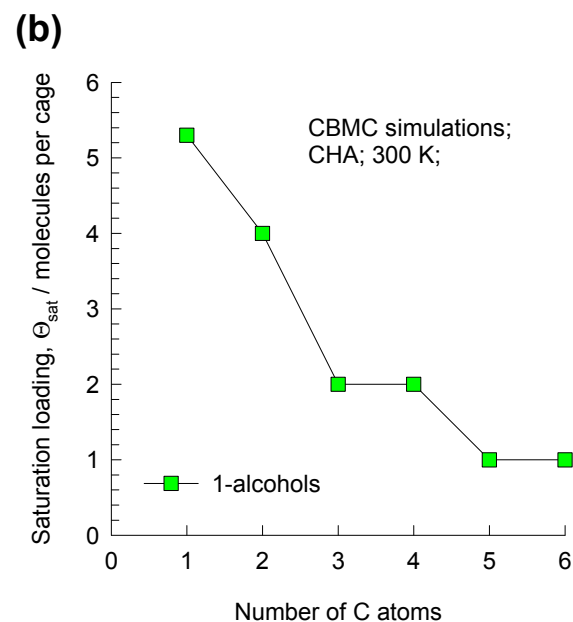 (b)
6
5
4
3
2
1
0
Saturation loading, Θsat / molecules per cage
CBMC simulations;
CHA; 300 K;
1-alcohols
0 1 2 3 4 5 6
Number of C atoms